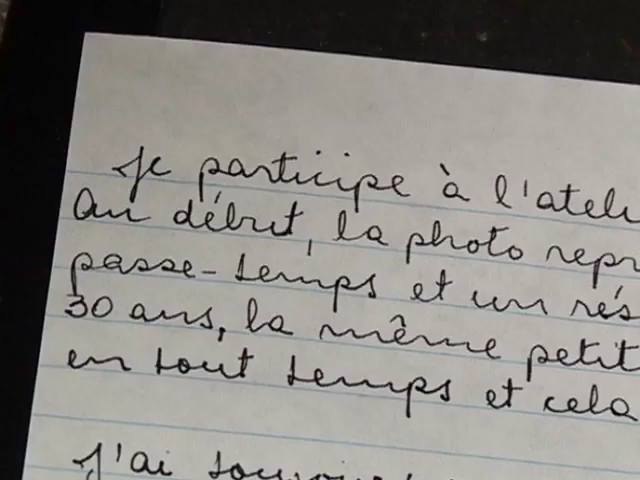 Je participe à l'ateli
Au début, la photo repr
passe-temps et un rés
30 ans, la même petit
en tout temps et cela
J'ai